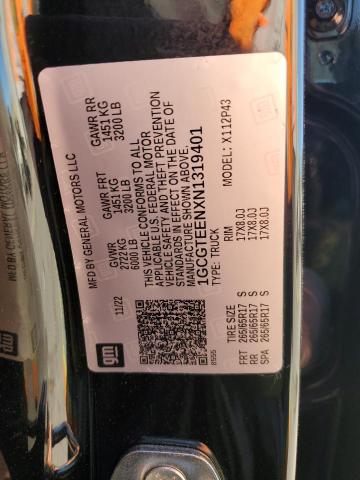 gm
MFD BY GENERAL MOTORS LLC
11/22
GVWR
2722 KG
6000 LB
GAWR FRT
1451 KG
3200 LB
GAWR RR
1451 KG
3200 LB
THIS VEHICLE CONFORMS TO ALL
APPLICABLE U.S. FEDERAL MOTOR
VEHICLE SAFETY AND THEFT PREVENTION
STANDARDS IN EFFECT ON THE DATE OF
MANUFACTURE SHOWN ABOVE.
1GCGTEENXN1319401
TYPE: TRUCK
MODEL: X112P43
TIRE SIZE RIM
FRT 265/65R17 S 17X8.0J
RR 265/65R17 S 17X8.0J
SPA 265/65R17 S 17X8.0J